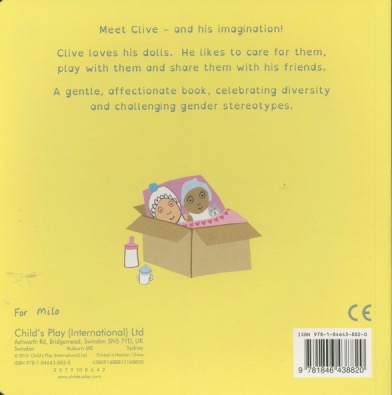 Meet Clive – and his imagination!
Clive loves his dolls. He likes to care for them,
play with them and share them with his friends.
A gentle, affectionate book, celebrating diversity
and challenging gender stereotypes.
For Milo
Child's Play (International) Ltd
Ashworth Rd, Bridgemead, Swindon SN5 7YD, UK
Swindon Auburn ME Sydney
© 2016 Child's Play (International) Ltd Printed in Heshan, China
ISBN 978-1-84643-882-0
www.childs-play.com
CE
ISBN 978-1-84643-882-0
9 781846 438820